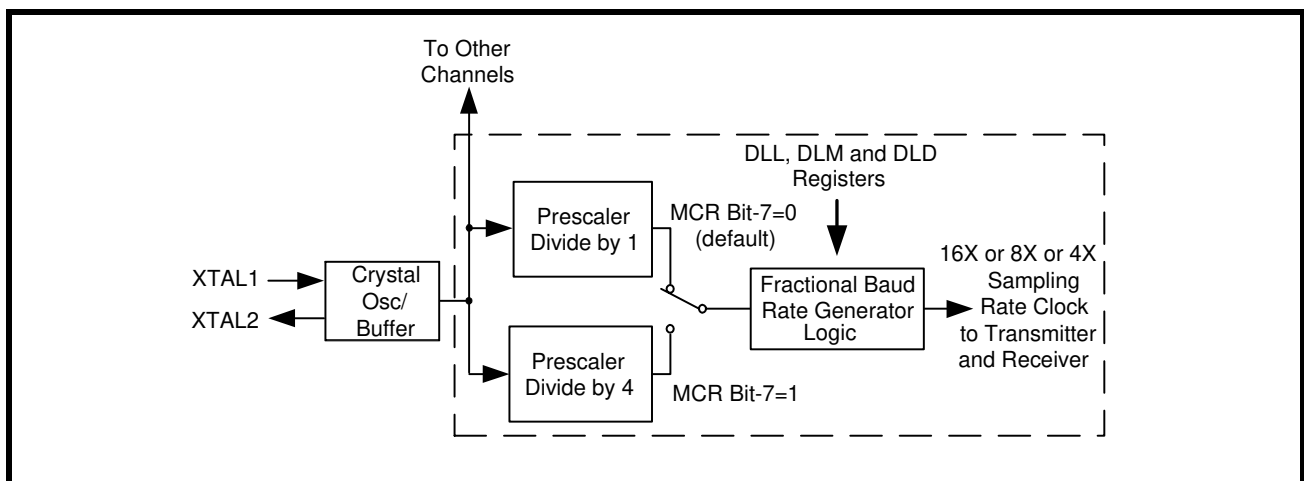 To Other
Channels
DLL, DLM and DLD
Registers
Prescaler
Divide by 1
MCR Bit-7=0
(default)
XTAL1
XTAL2
Crystal
Osc/
Buffer
Fractional Baud
Rate Generator
Logic
16X or 8X or 4X
Sampling
Rate Clock
to Transmitter
and Receiver
Prescaler
Divide by 4
MCR Bit-7=1